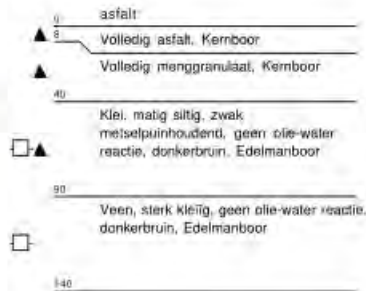 asfalt
0
8
Volledig asfalt, Kernboor
Volledig menggranulaat, Kernboor
40
Klei, matig siltig, zwak
metselpuinhoudend, geen olie-water
reactie, donkerbruin, Edelmanboor
90
Veen, sterk kleiïg, geen olie-water reactie,
donkerbruin, Edelmanboor
140